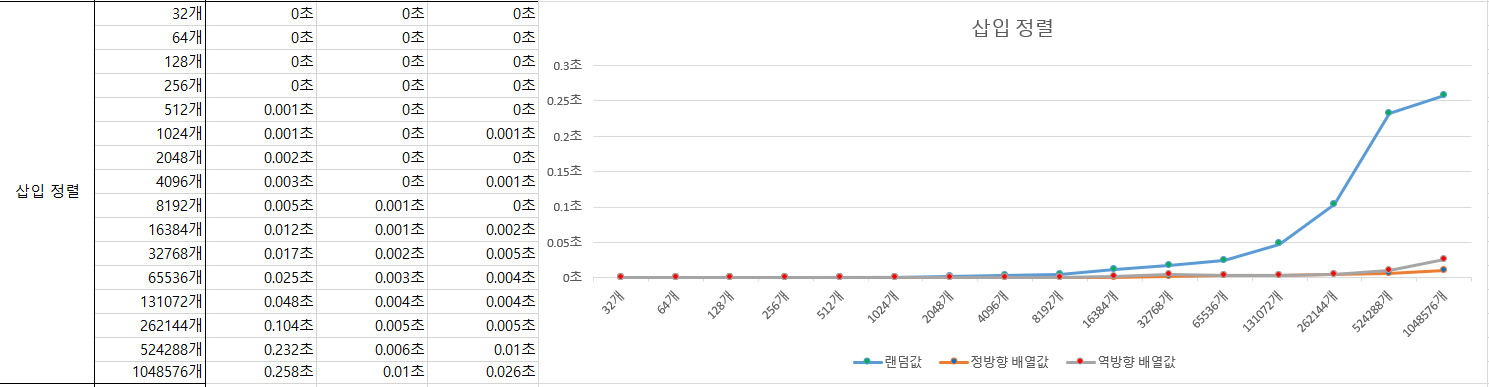 32개 0초 0초 0초
64개 0초 0초 0초
128개 0초 0초 0초
256개 0초 0초 0초
512개 0.001초 0초 0초
1024개 0.001초 0초 0.001초
2048개 0.002초 0초 0초
4096개 0.003초 0초 0.001초
삽입 정렬
8192개 0.005초 0.001초 0초
16384개 0.012초 0.001초 0.002초
32768개 0.017초 0.002초 0.005초
65536개 0.025초 0.003초 0.004초
131072개 0.048초 0.004초 0.004초
262144개 0.104초 0.005초 0.005초
524288개 0.232초 0.006초 0.01초
1048576개 0.258초 0.01초 0.026초
삽입 정렬
0.3초
0.25초
0.2초
0.15초
0.1초
0.05초
0초
32개 64개 128개 256개 512개 1024개 2048개 4096개 8192개 16384개 32768개 65536개 131072개 262144개 524288개 1048576개
랜덤값 정방향 배열값 역방향 배열값